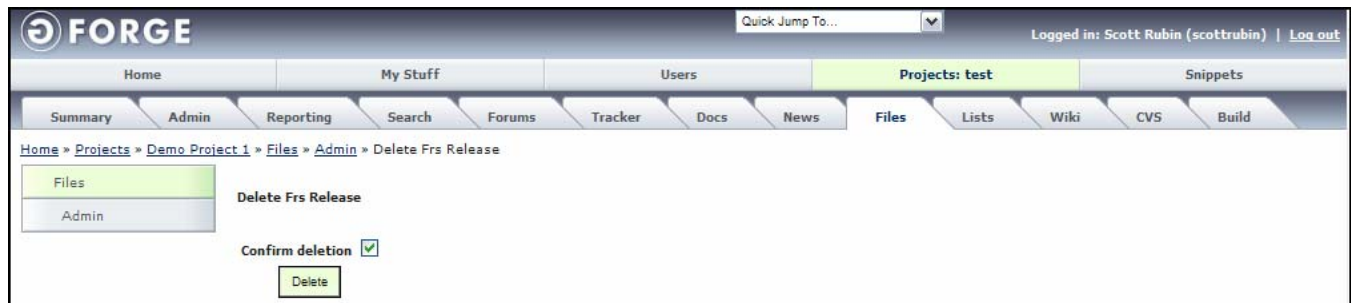 GFORGE
Quick Jump To...
Logged in: Scott Rubin (scottrubin) | Log out
Home My Stuff Users Projects: test Snippets
Summary Admin Reporting Search Forums Tracker Docs News Files Lists Wiki CVS Build
Home » Projects » Demo Project 1 » Files » Admin » Delete Frs Release
Files
Admin
Delete Frs Release
Confirm deletion
Delete